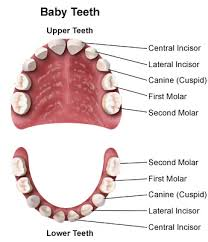 Baby Teeth
Upper Teeth
Central Incisor
Lateral Incisor
Canine (Cuspid)
First Molar
Second Molar
Second Molar
First Molar
Canine (Cuspid)
Lateral Incisor
Central Incisor
Lower Teeth